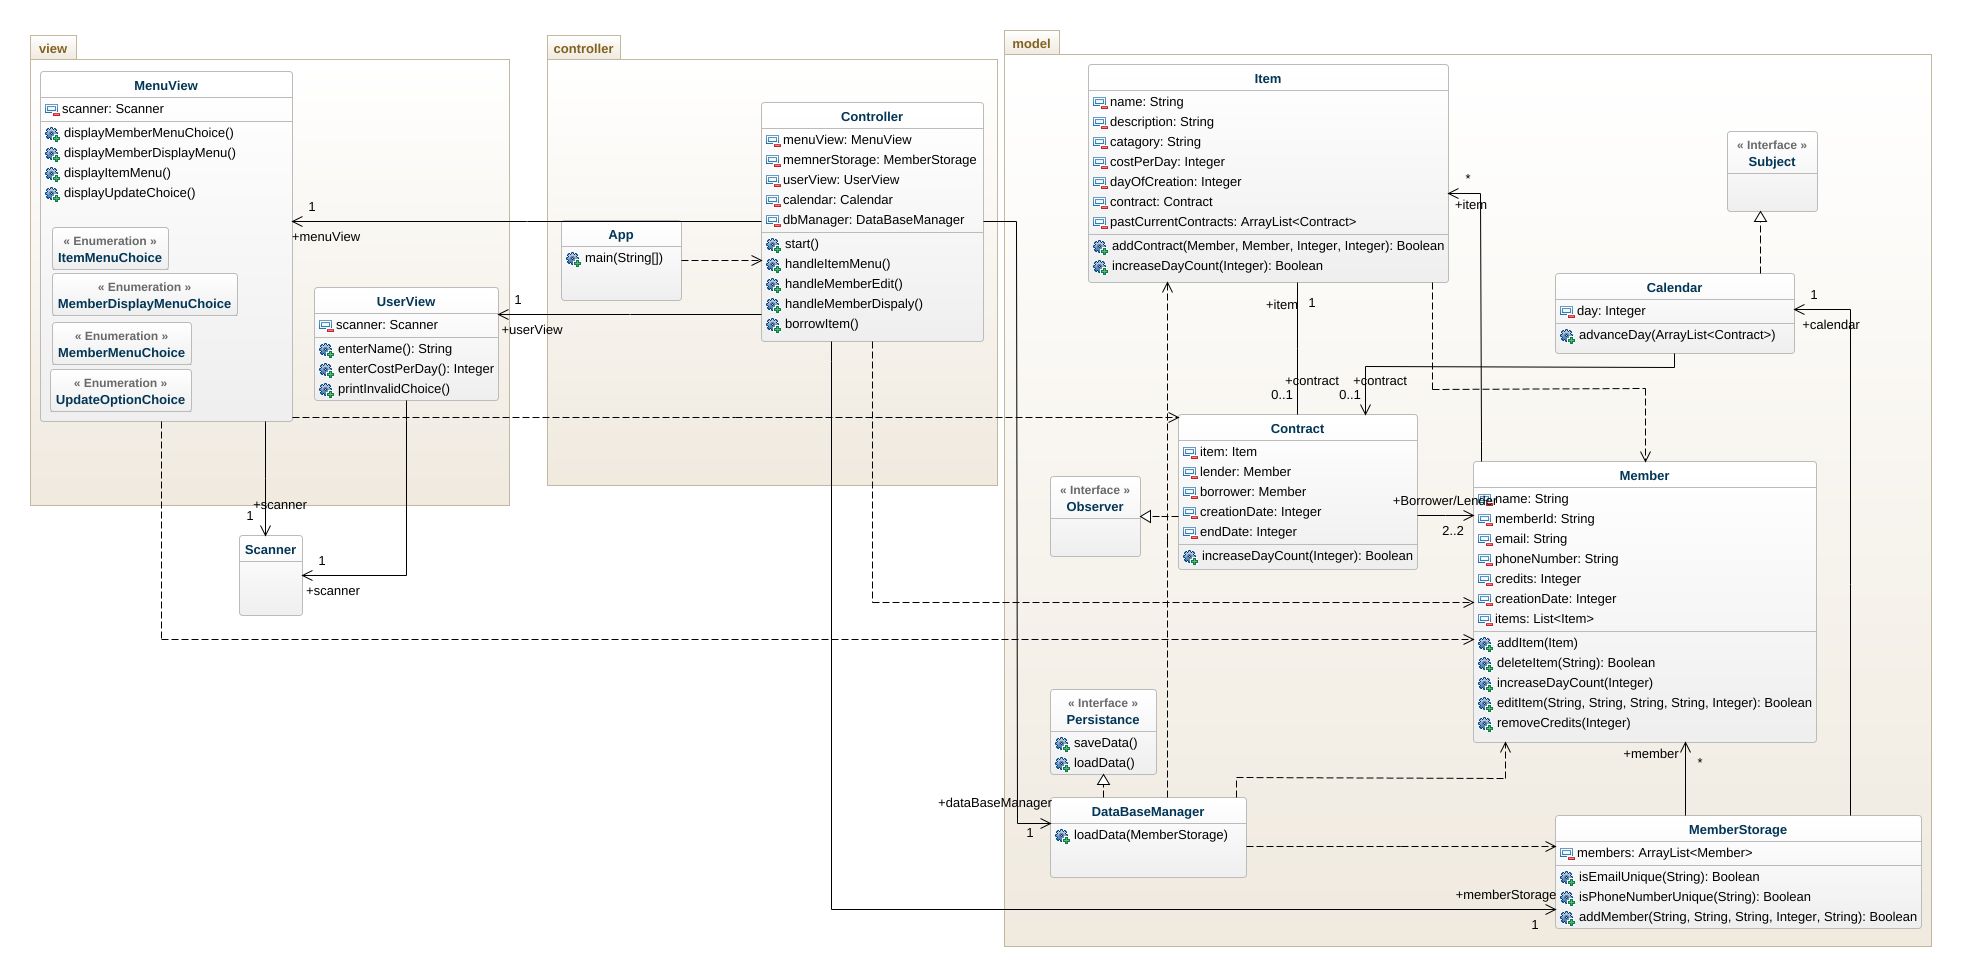 view
MenuView
scanner: Scanner
displayMemberMenuChoice()
displayMemberDisplayMenu()
displayItemMenu()
displayUpdateChoice()
« Enumeration »
ItemMenuChoice
« Enumeration »
MemberDisplayMenuChoice
« Enumeration »
MemberMenuChoice
« Enumeration »
UpdateOptionChoice
UserView
scanner: Scanner
enterName(): String
enterCostPerDay(): Integer
printInvalidChoice()
1
+menuView
1
+userView
+scanner
1
Scanner
1
+scanner
controller
App
main(String[])
Controller
menuView: MenuView
memnerStorage: MemberStorage
userView: UserView
calendar: Calendar
dbManager: DataBaseManager
start()
handleItemMenu()
handleMemberEdit()
handleMemberDispaly()
borrowItem()
model
Item
name: String
description: String
catagory: String
costPerDay: Integer
dayOfCreation: Integer
contract: Contract
pastCurrentContracts: ArrayList<Contract>
addContract(Member, Member, Integer, Integer): Boolean
increaseDayCount(Integer): Boolean
*
+item
« Interface »
Subject
Calendar
day: Integer
advanceDay(ArrayList<Contract>)
1
+calendar
+item
1
+contract
0..1
+contract
0..1
Contract
item: Item
lender: Member
borrower: Member
creationDate: Integer
endDate: Integer
increaseDayCount(Integer): Boolean
« Interface »
Observer
+Borrower/Lender
2..2
Member
name: String
memberId: String
email: String
phoneNumber: String
credits: Integer
creationDate: Integer
items: List<Item>
addItem(Item)
deleteItem(String): Boolean
increaseDayCount(Integer)
editItem(String, String, String, String, Integer): Boolean
removeCredits(Integer)
+member
*
« Interface »
Persistance
saveData()
loadData()
+dataBaseManager
1
DataBaseManager
loadData(MemberStorage)
+memberStorage
1
MemberStorage
members: ArrayList<Member>
isEmailUnique(String): Boolean
isPhoneNumberUnique(String): Boolean
addMember(String, String, String, Integer, String): Boolean